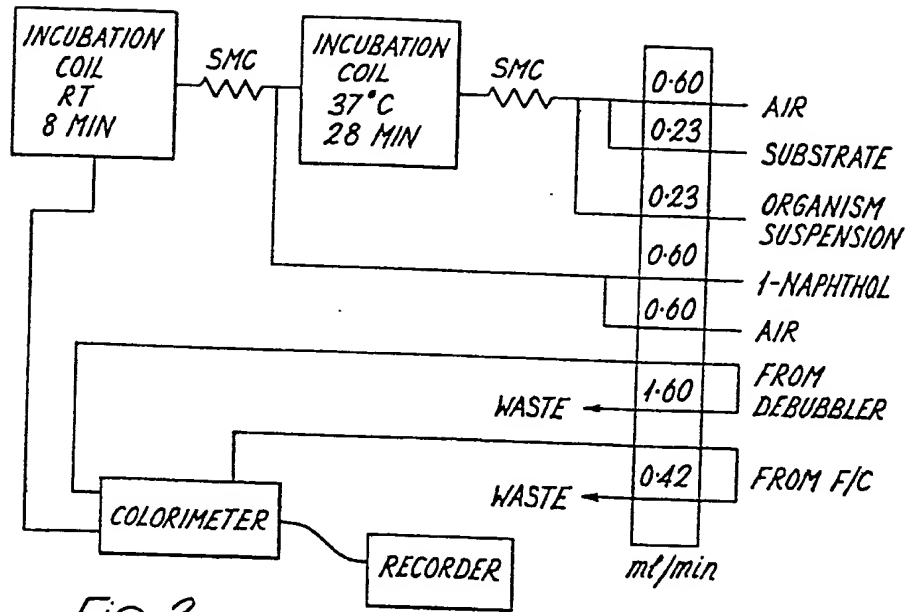 INCUBATION
COIL
RT
8 MIN
SMC
INCUBATION
COIL
37°C
28 MIN
SMC
0·60
AIR
0·23
SUBSTRATE
0·23
ORGANISM
SUSPENSION
0·60
1-NAPHTHOL
0·60
AIR
1·60
FROM
DEBUBBLER
WASTE
0·42
FROM F/C
WASTE
COLORIMETER
RECORDER
ml/min